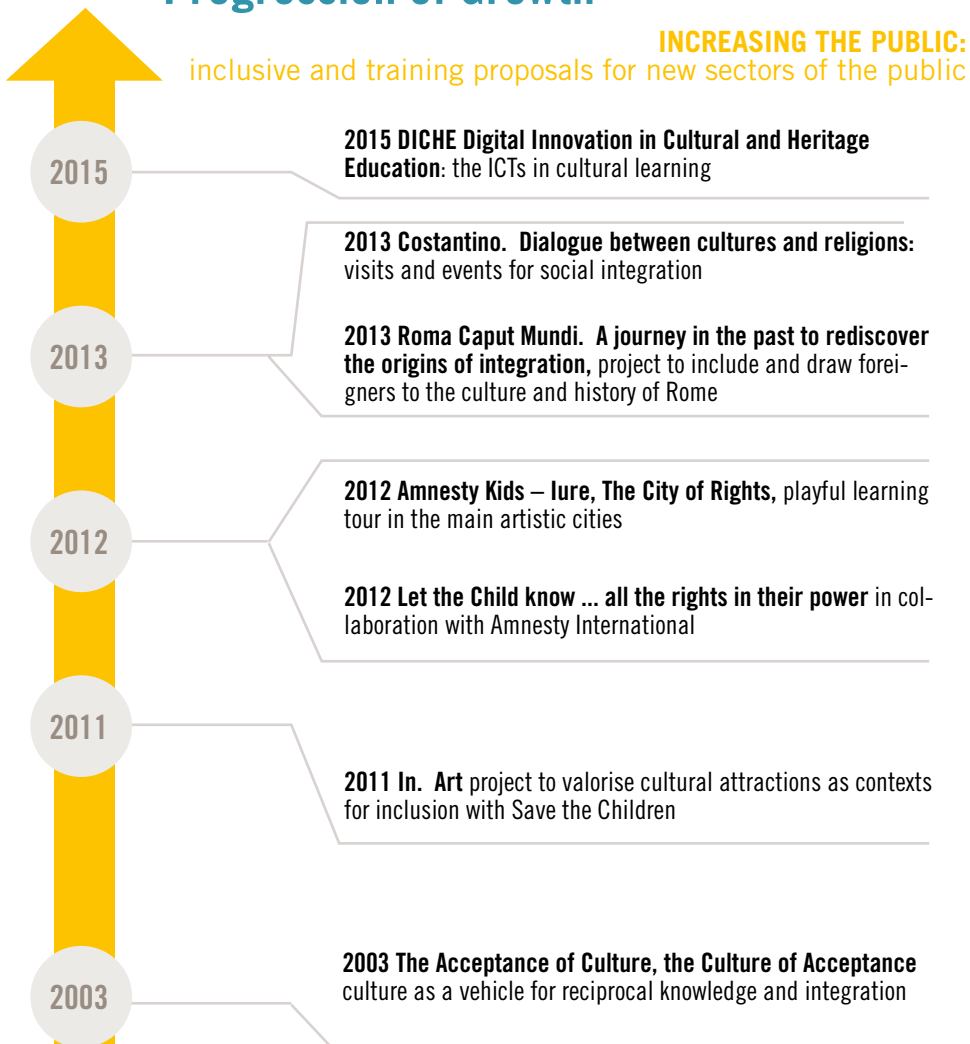 Progression of Growth
INCREASING THE PUBLIC:
inclusive and training proposals for new sectors of the public
2015
2015 DICHE Digital Innovation in Cultural and Heritage
Education: the ICTs in cultural learning
2013
2013 Costantino. Dialogue between cultures and religions:
visits and events for social integration
2013 Roma Caput Mundi. A journey in the past to rediscover
the origins of integration, project to include and draw forei-
gners to the culture and history of Rome
2012
2012 Amnesty Kids – Iure, The City of Rights, playful learning
tour in the main artistic cities
2012 Let the Child know ... all the rights in their power in col-
laboration with Amnesty International
2011
2011 In. Art project to valorise cultural attractions as contexts
for inclusion with Save the Children
2003
2003 The Acceptance of Culture, the Culture of Acceptance
culture as a vehicle for reciprocal knowledge and integration